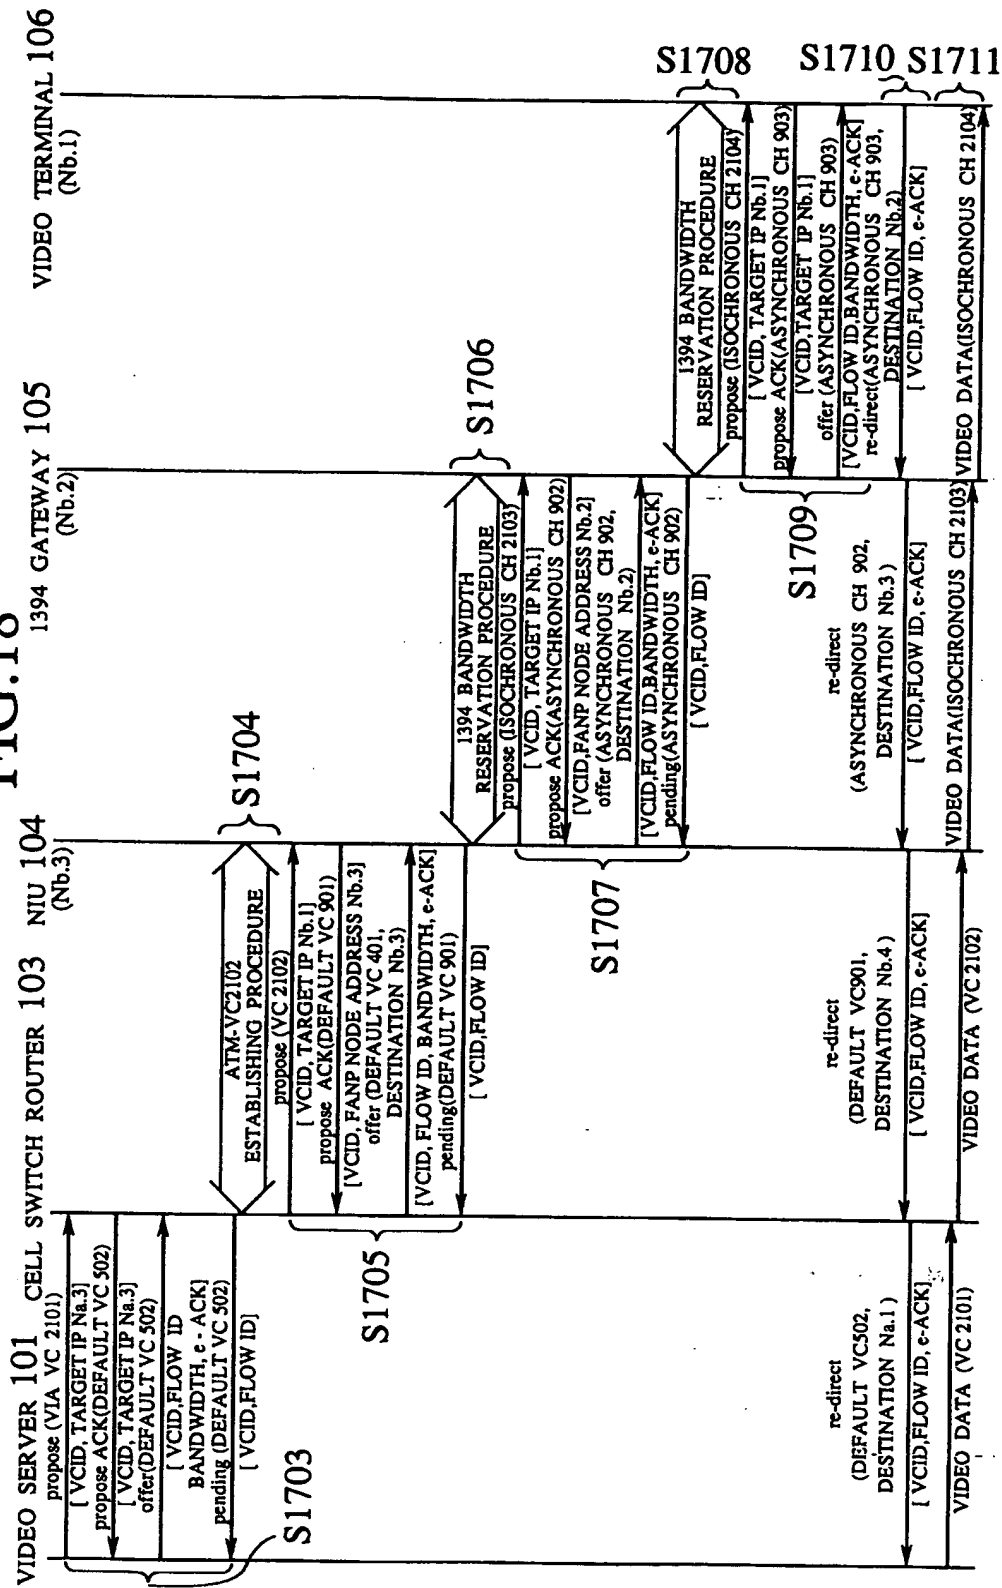 FIG.18
VIDEO SERVER 101
CELL SWITCH ROUTER 103
NIU 104
(Nb.3)
1394 GATEWAY 105
(Nb.2)
VIDEO TERMINAL 106
(Nb.1)
propose (VIA VC 2101)
[ VCID, TARGET IP Na.3]
propose ACK(DEFAULT VC 502)
[ VCID, TARGET IP Na.3]
offer(DEFAULT VC 502)
[ VCID,FLOW ID
BANDWIDTH, e - ACK]
pending (DEFAULT VC 502)
[ VCID,FLOW ID]
S1703
ATM-VC2102
ESTABLISHING PROCEDURE
S1704
propose (VC 2102)
[ VCID, TARGET IP Nb.1]
propose ACK(DEFAULT VC 901)
[VCID, FANP NODE ADDRESS Nb.3]
offer (DEFAULT VC 401,
DESTINATION Nb.3)
[VCID, FLOW ID, BANDWIDTH, e-ACK]
pending(DEFAULT VC 901)
[ VCID,FLOW ID]
S1705
1394 BANDWIDTH
RESERVATION PROCEDURE
S1706
propose (ISOCHRONOUS CH 2103)
[ VCID, TARGET IP Nb.1]
propose ACK(ASYNCHRONOUS CH 902)
[VCID,FANP NODE ADDRESS Nb.2]
offer (ASYNCHRONOUS CH 902,
DESTINATION Nb.2)
[VCID,FLOW ID,BANDWIDTH, e-ACK]
pending(ASYNCHRONOUS CH 902)
[ VCID,FLOW ID]
S1707
1394 BANDWIDTH
RESERVATION PROCEDURE
S1708
propose (ISOCHRONOUS CH 2104)
[ VCID, TARGET IP Nb.1]
propose ACK(ASYNCHRONOUS CH 903)
[VCID,TARGET IP Nb.1]
offer (ASYNCHRONOUS CH 903)
[VCID,FLOW ID,BANDWIDTH, e-ACK]
S1709
re-direct(ASYNCHRONOUS CH 903,
DESTINATION Nb.2)
[ VCID,FLOW ID, e-ACK]
S1710
re-direct
(ASYNCHRONOUS CH 902,
DESTINATION Nb.3 )
[ VCID,FLOW ID, e-ACK]
re-direct
(DEFAULT VC901,
DESTINATION Nb.4 )
[ VCID,FLOW ID, e-ACK]
re-direct
(DEFAULT VC502,
DESTINATION Na.1 )
[ VCID,FLOW ID, e-ACK]
VIDEO DATA (VC 2101)
VIDEO DATA (VC 2102)
VIDEO DATA(ISOCHRONOUS CH 2103)
VIDEO DATA(ISOCHRONOUS CH 2104)
S1711